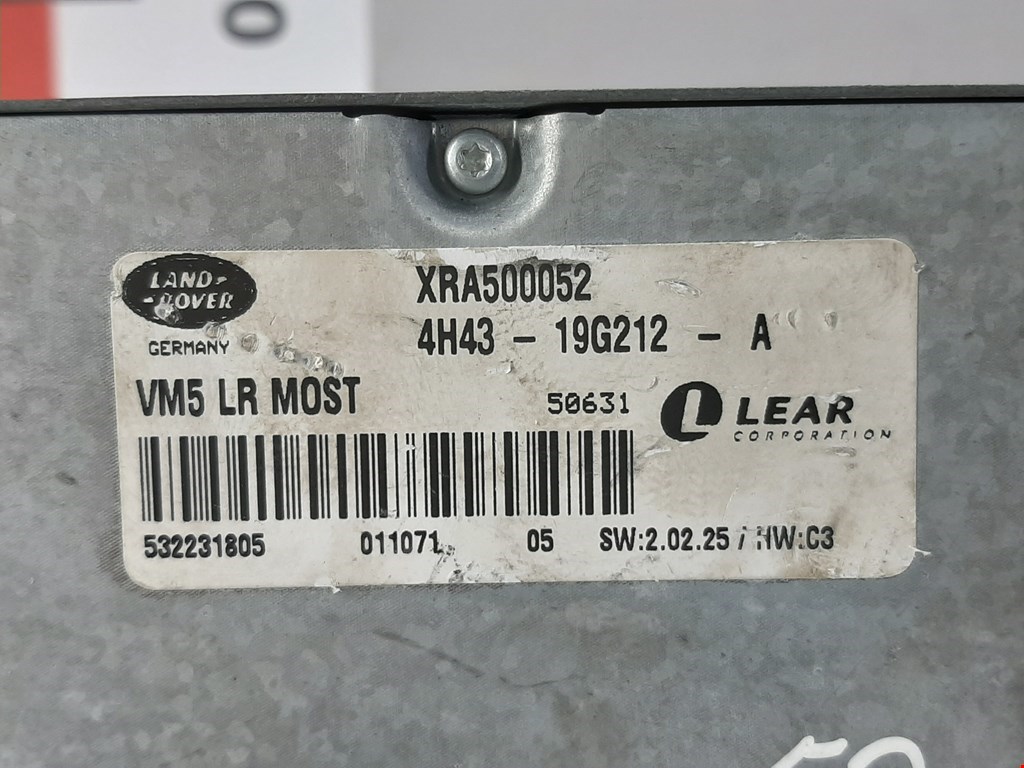 0
LAND-
-ROVER
GERMANY
XRA500052
4H43 - 19G212 - A
VM5 LR MOST
50631
LEAR
CORPORATION
532231805 011071 05 SW:2.02.25 / HW:C3